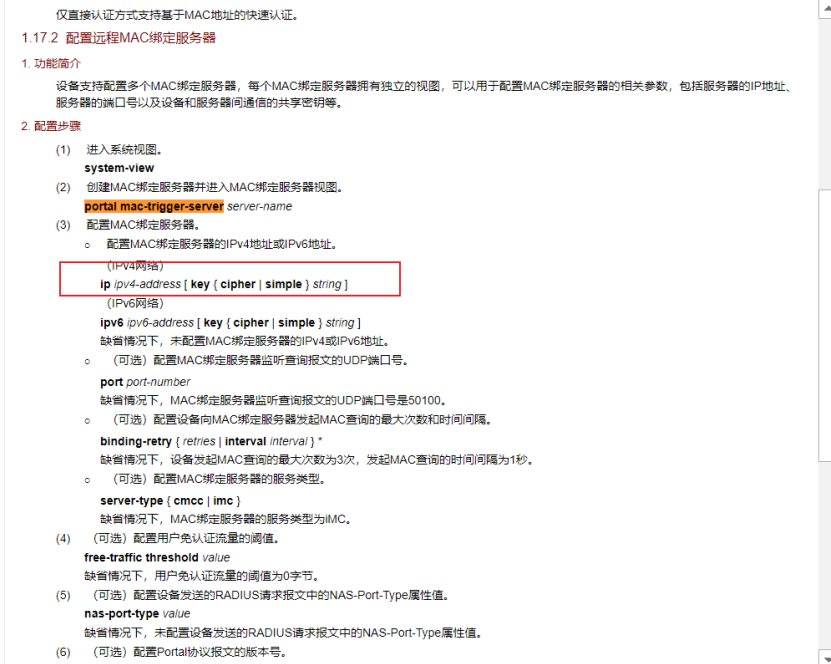 仅直接认证方式支持基于MAC地址的快速认证。
1.17.2 配置远程MAC绑定服务器
1. 功能简介
设备支持配置多个MAC绑定服务器，每个MAC绑定服务器拥有独立的视图，可以用于配置MAC绑定服务器的相关参数，包括服务器的IP地址、
服务器的端口号以及设备和服务器间通信的共享密钥等。
2. 配置步骤
(1) 进入系统视图。
system-view
(2) 创建MAC绑定服务器并进入MAC绑定服务器视图。
portal mac-trigger-server server-name
(3) 配置MAC绑定服务器。
○ 配置MAC绑定服务器的IPv4地址或IPv6地址。
（IPv4网络）
ip ipv4-address [ key { cipher | simple } string ]
（IPv6网络）
ipv6 ipv6-address [ key { cipher | simple } string ]
缺省情况下，未配置MAC绑定服务器的IPv4或IPv6地址。
○ （可选）配置MAC绑定服务器监听查询报文的UDP端口号。
port port-number
缺省情况下，MAC绑定服务器监听查询报文的UDP端口号是50100。
○ （可选）配置设备向MAC绑定服务器发起MAC查询的最大次数和时间间隔。
binding-retry { retries | interval interval } *
缺省情况下，设备发起MAC查询的最大次数为3次，发起MAC查询的时间间隔为1秒。
○ （可选）配置MAC绑定服务器的服务类型。
server-type { cmcc | imc }
缺省情况下，MAC绑定服务器的服务类型为iMC。
(4) （可选）配置用户免认证流量的阈值。
free-traffic threshold value
缺省情况下，用户免认证流量的阈值为0字节。
(5) （可选）配置设备发送的RADIUS请求报文中的NAS-Port-Type属性值。
nas-port-type value
缺省情况下，未配置设备发送的RADIUS请求报文中的NAS-Port-Type属性值。
(6) （可选）配置Portal协议报文的版本号。